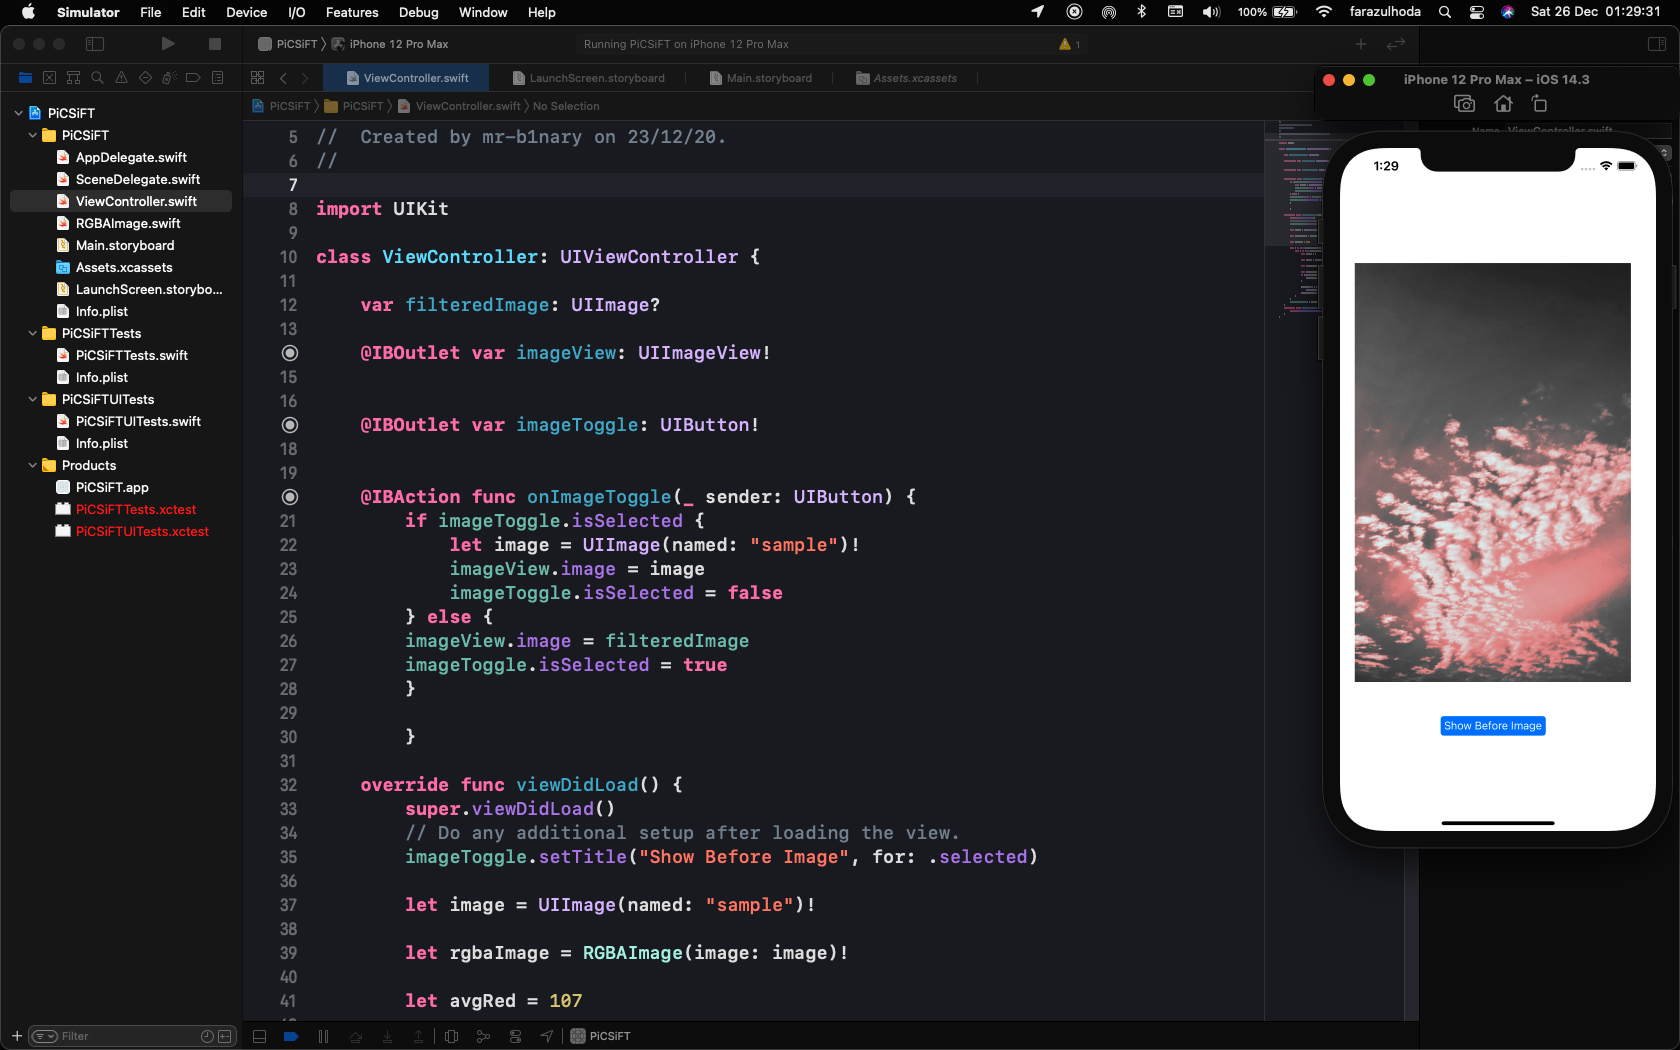 Simulator File Edit Device I/O Features Debug Window Help 100% farazulhoda Sat 26 Dec 01:29:31
PiCSiFT iPhone 12 Pro Max Running PiCSiFT on iPhone 12 Pro Max 1
ViewController.swift LaunchScreen.storyboard Main.storyboard Assets.xcassets
PiCSiFT PiCSiFT ViewController.swift No Selection
PiCSiFT
PiCSiFT
AppDelegate.swift
SceneDelegate.swift
ViewController.swift
RGBAImage.swift
Main.storyboard
Assets.xcassets
LaunchScreen.storybo...
Info.plist
PiCSiFTTests
PiCSiFTTests.swift
Info.plist
PiCSiFTUITests
PiCSiFTUITests.swift
Info.plist
Products
PiCSiFT.app
PiCSiFTTests.xctest
PiCSiFTUITests.xctest
Filter
5 //  Created by mr-b1nary on 23/12/20.
6 //
7
8 import UIKit
9
10 class ViewController: UIViewController {
11
12     var filteredImage: UIImage?
13
@IBOutlet var imageView: UIImageView!
15
16
@IBOutlet var imageToggle: UIButton!
18
19
@IBAction func onImageToggle(_ sender: UIButton) {
21         if imageToggle.isSelected {
22             let image = UIImage(named: "sample")!
23             imageView.image = image
24             imageToggle.isSelected = false
25         } else {
26         imageView.image = filteredImage
27         imageToggle.isSelected = true
28         }
29
30         }
31
32     override func viewDidLoad() {
33         super.viewDidLoad()
34         // Do any additional setup after loading the view.
35         imageToggle.setTitle("Show Before Image", for: .selected)
36
37         let image = UIImage(named: "sample")!
38
39         let rgbaImage = RGBAImage(image: image)!
40
41         let avgRed = 107
PiCSiFT
iPhone 12 Pro Max – iOS 14.3
Name ViewController.swift
1:29
Show Before Image